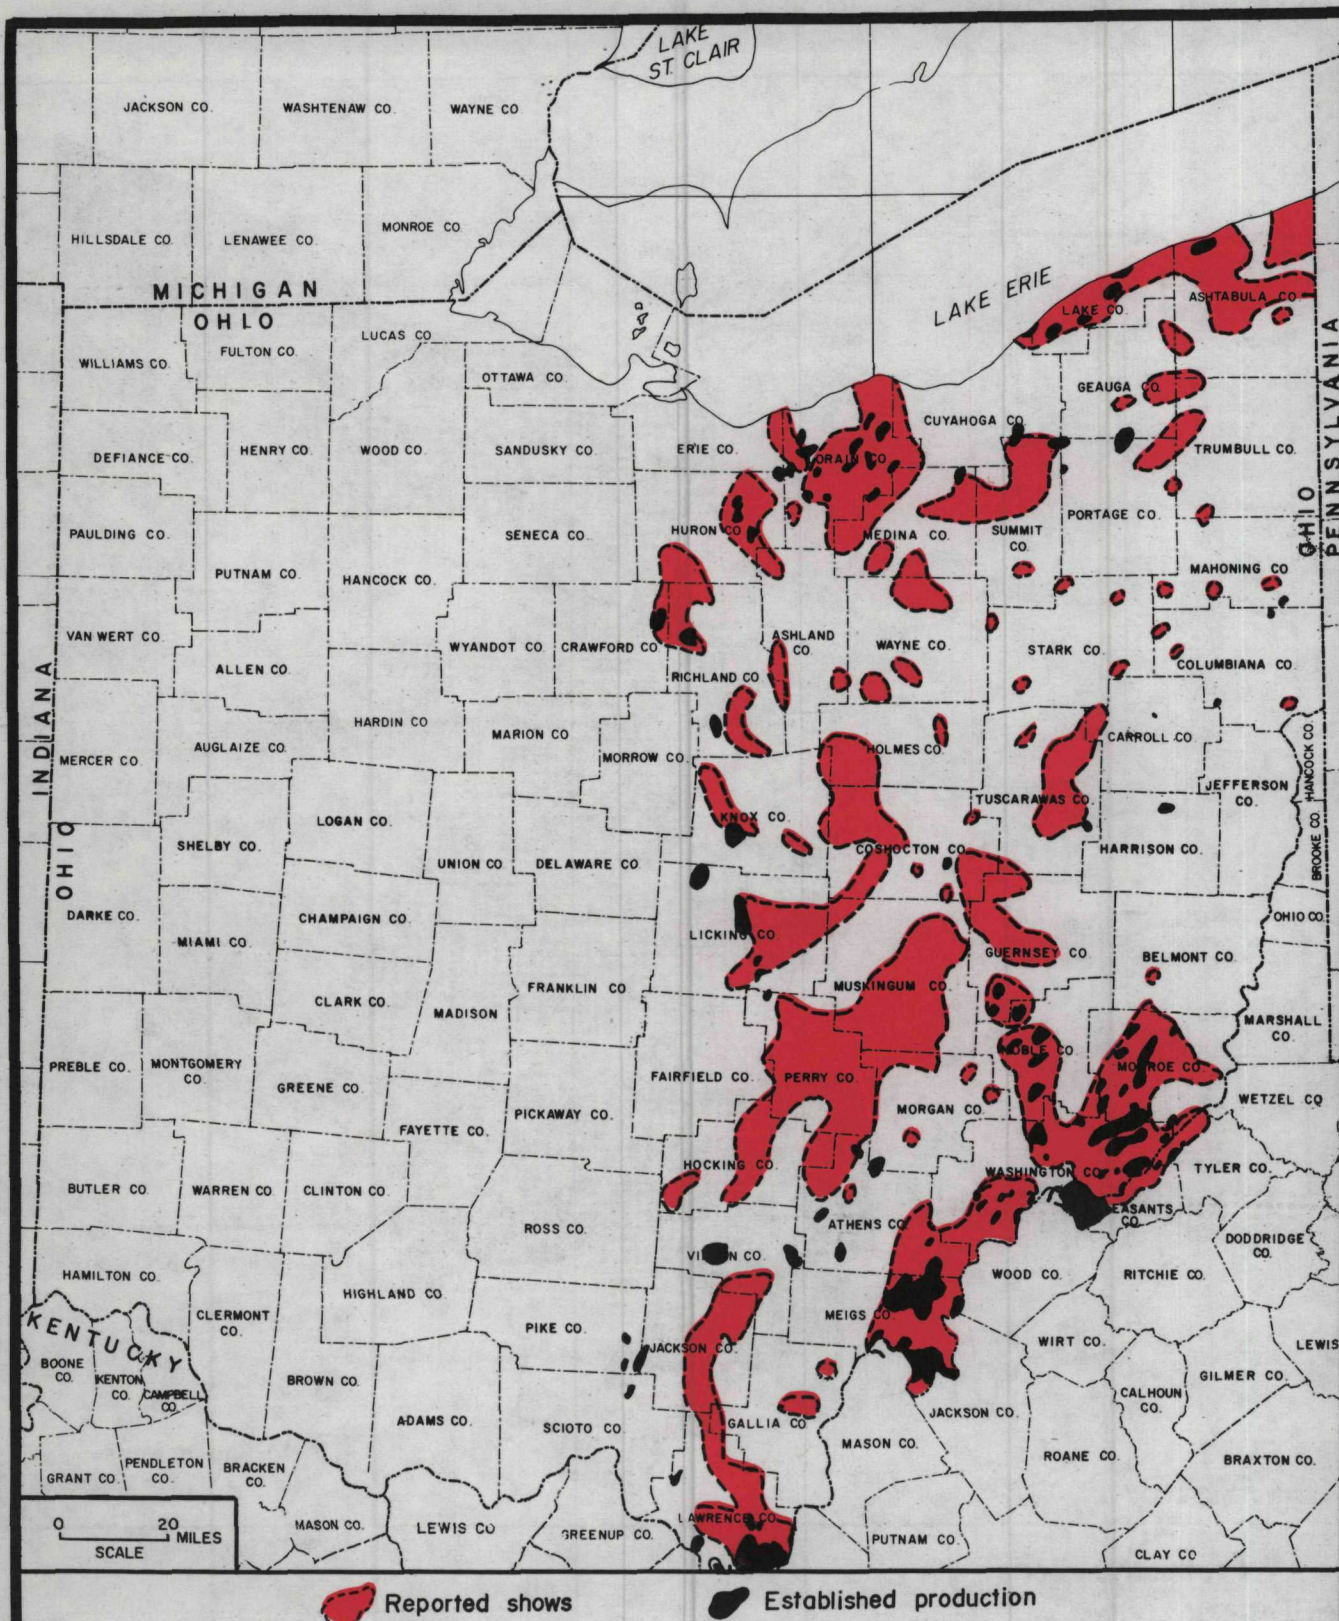 LAKE
ST. CLAIR
JACKSON CO.
WASHTENAW CO.
WAYNE CO
HILLSDALE CO.
LENAWEE CO.
MONROE CO.
MICHIGAN
OHIO
LAKE ERIE
LAKE CO.
ASHTABULA CO
WILLIAMS CO.
FULTON CO.
LUCAS CO
OTTAWA CO.
GEAUGA CO.
CUYAHOGA CO
DEFIANCE CO.
HENRY CO.
WOOD CO.
SANDUSKY CO.
ERIE CO.
ORAIN CO
TRUMBULL CO.
PAULDING CO.
PUTNAM CO.
HANCOCK CO.
SENECA CO.
HURON CO
MEDINA CO.
SUMMIT
CO.
PORTAGE CO.
MAHONING CO
OHIO
PENNSYLVANIA
VAN WERT CO.
ALLEN CO.
WYANDOT CO.
CRAWFORD CO.
RICHLAND CO
ASHLAND
CO.
WAYNE CO.
STARK CO.
COLUMBIANA CO.
INDIANA
OHIO
MERCER CO.
AUGLAIZE CO.
HARDIN CO
MARION CO
MORROW CO.
HOLMES CO.
CARROLL CO.
JEFFERSON
CO.
HANCOCK CO.
BROOKE CO.
SHELBY CO.
LOGAN CO.
UNION CO.
DELAWARE CO.
KNOX CO.
COSHOCTON CO.
TUSCARAWAS CO.
HARRISON CO.
DARKE CO.
MIAMI CO.
CHAMPAIGN CO.
CLARK CO.
MADISON
FRANKLIN CO
LICKING CO.
MUSKINGUM CO.
GUERNSEY CO.
BELMONT CO.
OHIO CO.
MARSHALL
CO.
PREBLE CO.
MONTGOMERY
CO.
GREENE CO.
FAYETTE CO.
PICKAWAY CO.
FAIRFIELD CO.
PERRY CO.
MORGAN CO.
NOBLE CO.
MONROE CO.
WETZEL CO
BUTLER CO.
WARREN CO.
CLINTON CO.
ROSS CO.
HOCKING CO.
ATHENS CO
WASHINGTON CO.
EASANTS
CO.
TYLER CO.
DODDRIDGE
CO.
HAMILTON CO.
CLERMONT
CO.
HIGHLAND CO.
PIKE CO.
VINTON CO.
MEIGS CO.
WOOD CO.
RITCHIE CO.
KENTUCKY
BOONE
CO.
KENTON
CO.
CAMPBELL
CO.
BROWN CO.
ADAMS CO.
SCIOTO CO.
JACKSON CO.
GALLIA CO
MASON CO.
JACKSON CO.
WIRT CO.
CALHOUN
CO.
GILMER CO.
LEWIS
ROANE CO.
BRAXTON CO.
GRANT CO.
PENDLETON
CO.
BRACKEN
CO.
MASON CO.
LEWIS CO
GREENUP CO.
LAWRENCE CO.
PUTNAM CO.
CLAY CO
0 20 MILES
SCALE
Reported shows
Established production